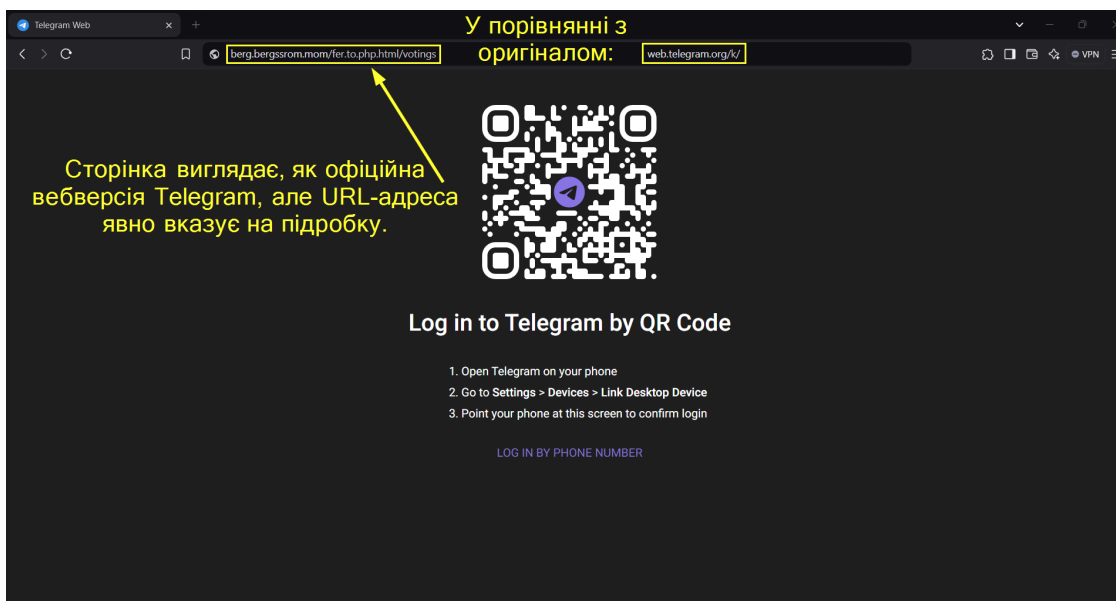 Telegram Web
У порівнянні з
оригіналом:
berg.bergssrom.mom/fer.to.php.html/votings
web.telegram.org/k/
VPN
Сторінка виглядає, як офіційна
вебверсія Telegram, але URL-адреса
явно вказує на підробку.
Log in to Telegram by QR Code
1. Open Telegram on your phone
2. Go to Settings > Devices > Link Desktop Device
3. Point your phone at this screen to confirm login
LOG IN BY PHONE NUMBER